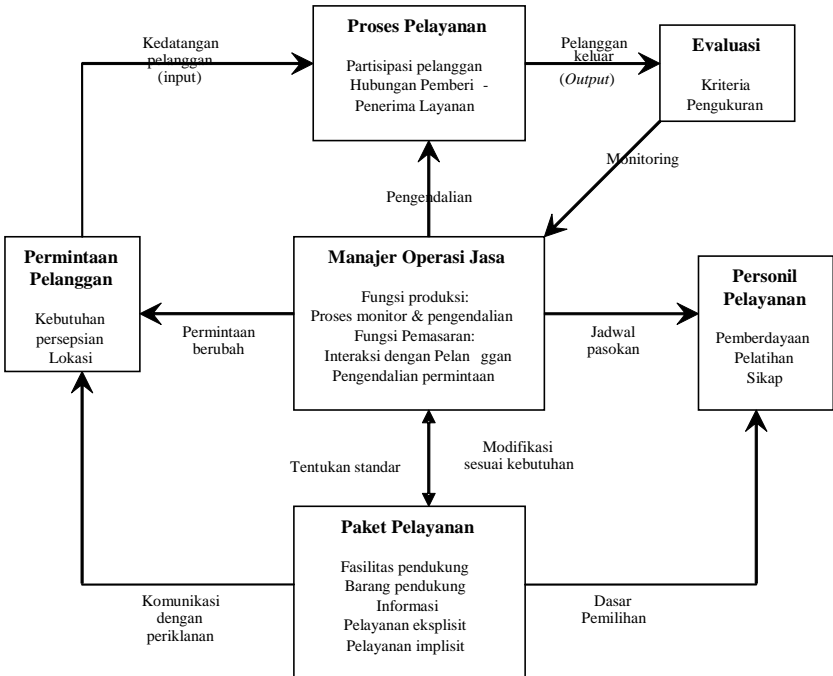 Proses Pelayanan
Partisipasi pelanggan
Hubungan Pemberi -
Penerima Layanan
Kedatangan
pelanggan
(input)
Pelanggan
keluar
(Output)
Evaluasi
Kriteria
Pengukuran
Monitoring
Pengendalian
Permintaan
Pelanggan
Kebutuhan
persepsian
Lokasi
Permintaan
berubah
Manajer Operasi Jasa
Fungsi produksi:
Proses monitor & pengendalian
Fungsi Pemasaran:
Interaksi dengan Pelan ggan
Pengendalian permintaan
Jadwal
pasokan
Personil
Pelayanan
Pemberdayaan
Pelatihan
Sikap
Tentukan standar
Modifikasi
sesuai kebutuhan
Paket Pelayanan
Fasilitas pendukung
Barang pendukung
Informasi
Pelayanan eksplisit
Pelayanan implisit
Komunikasi
dengan
periklanan
Dasar
Pemilihan